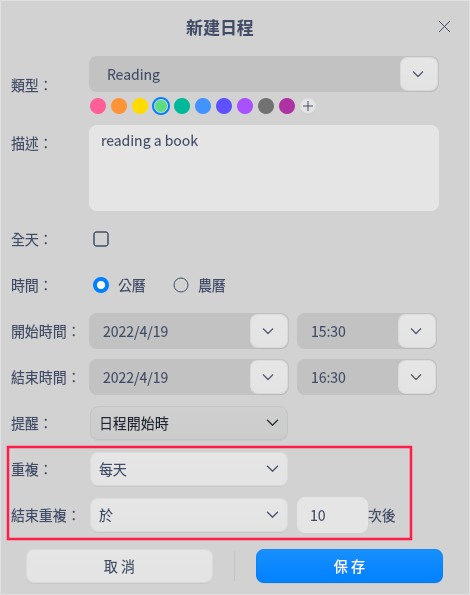 新建日程
類型：
Reading
描述：
reading a book
全天：
時間：
公曆
農曆
開始時間：
2022/4/19
15:30
結束時間：
2022/4/19
16:30
提醒：
日程開始時
重複：
每天
結束重複：
於
10
次後
取消
保存